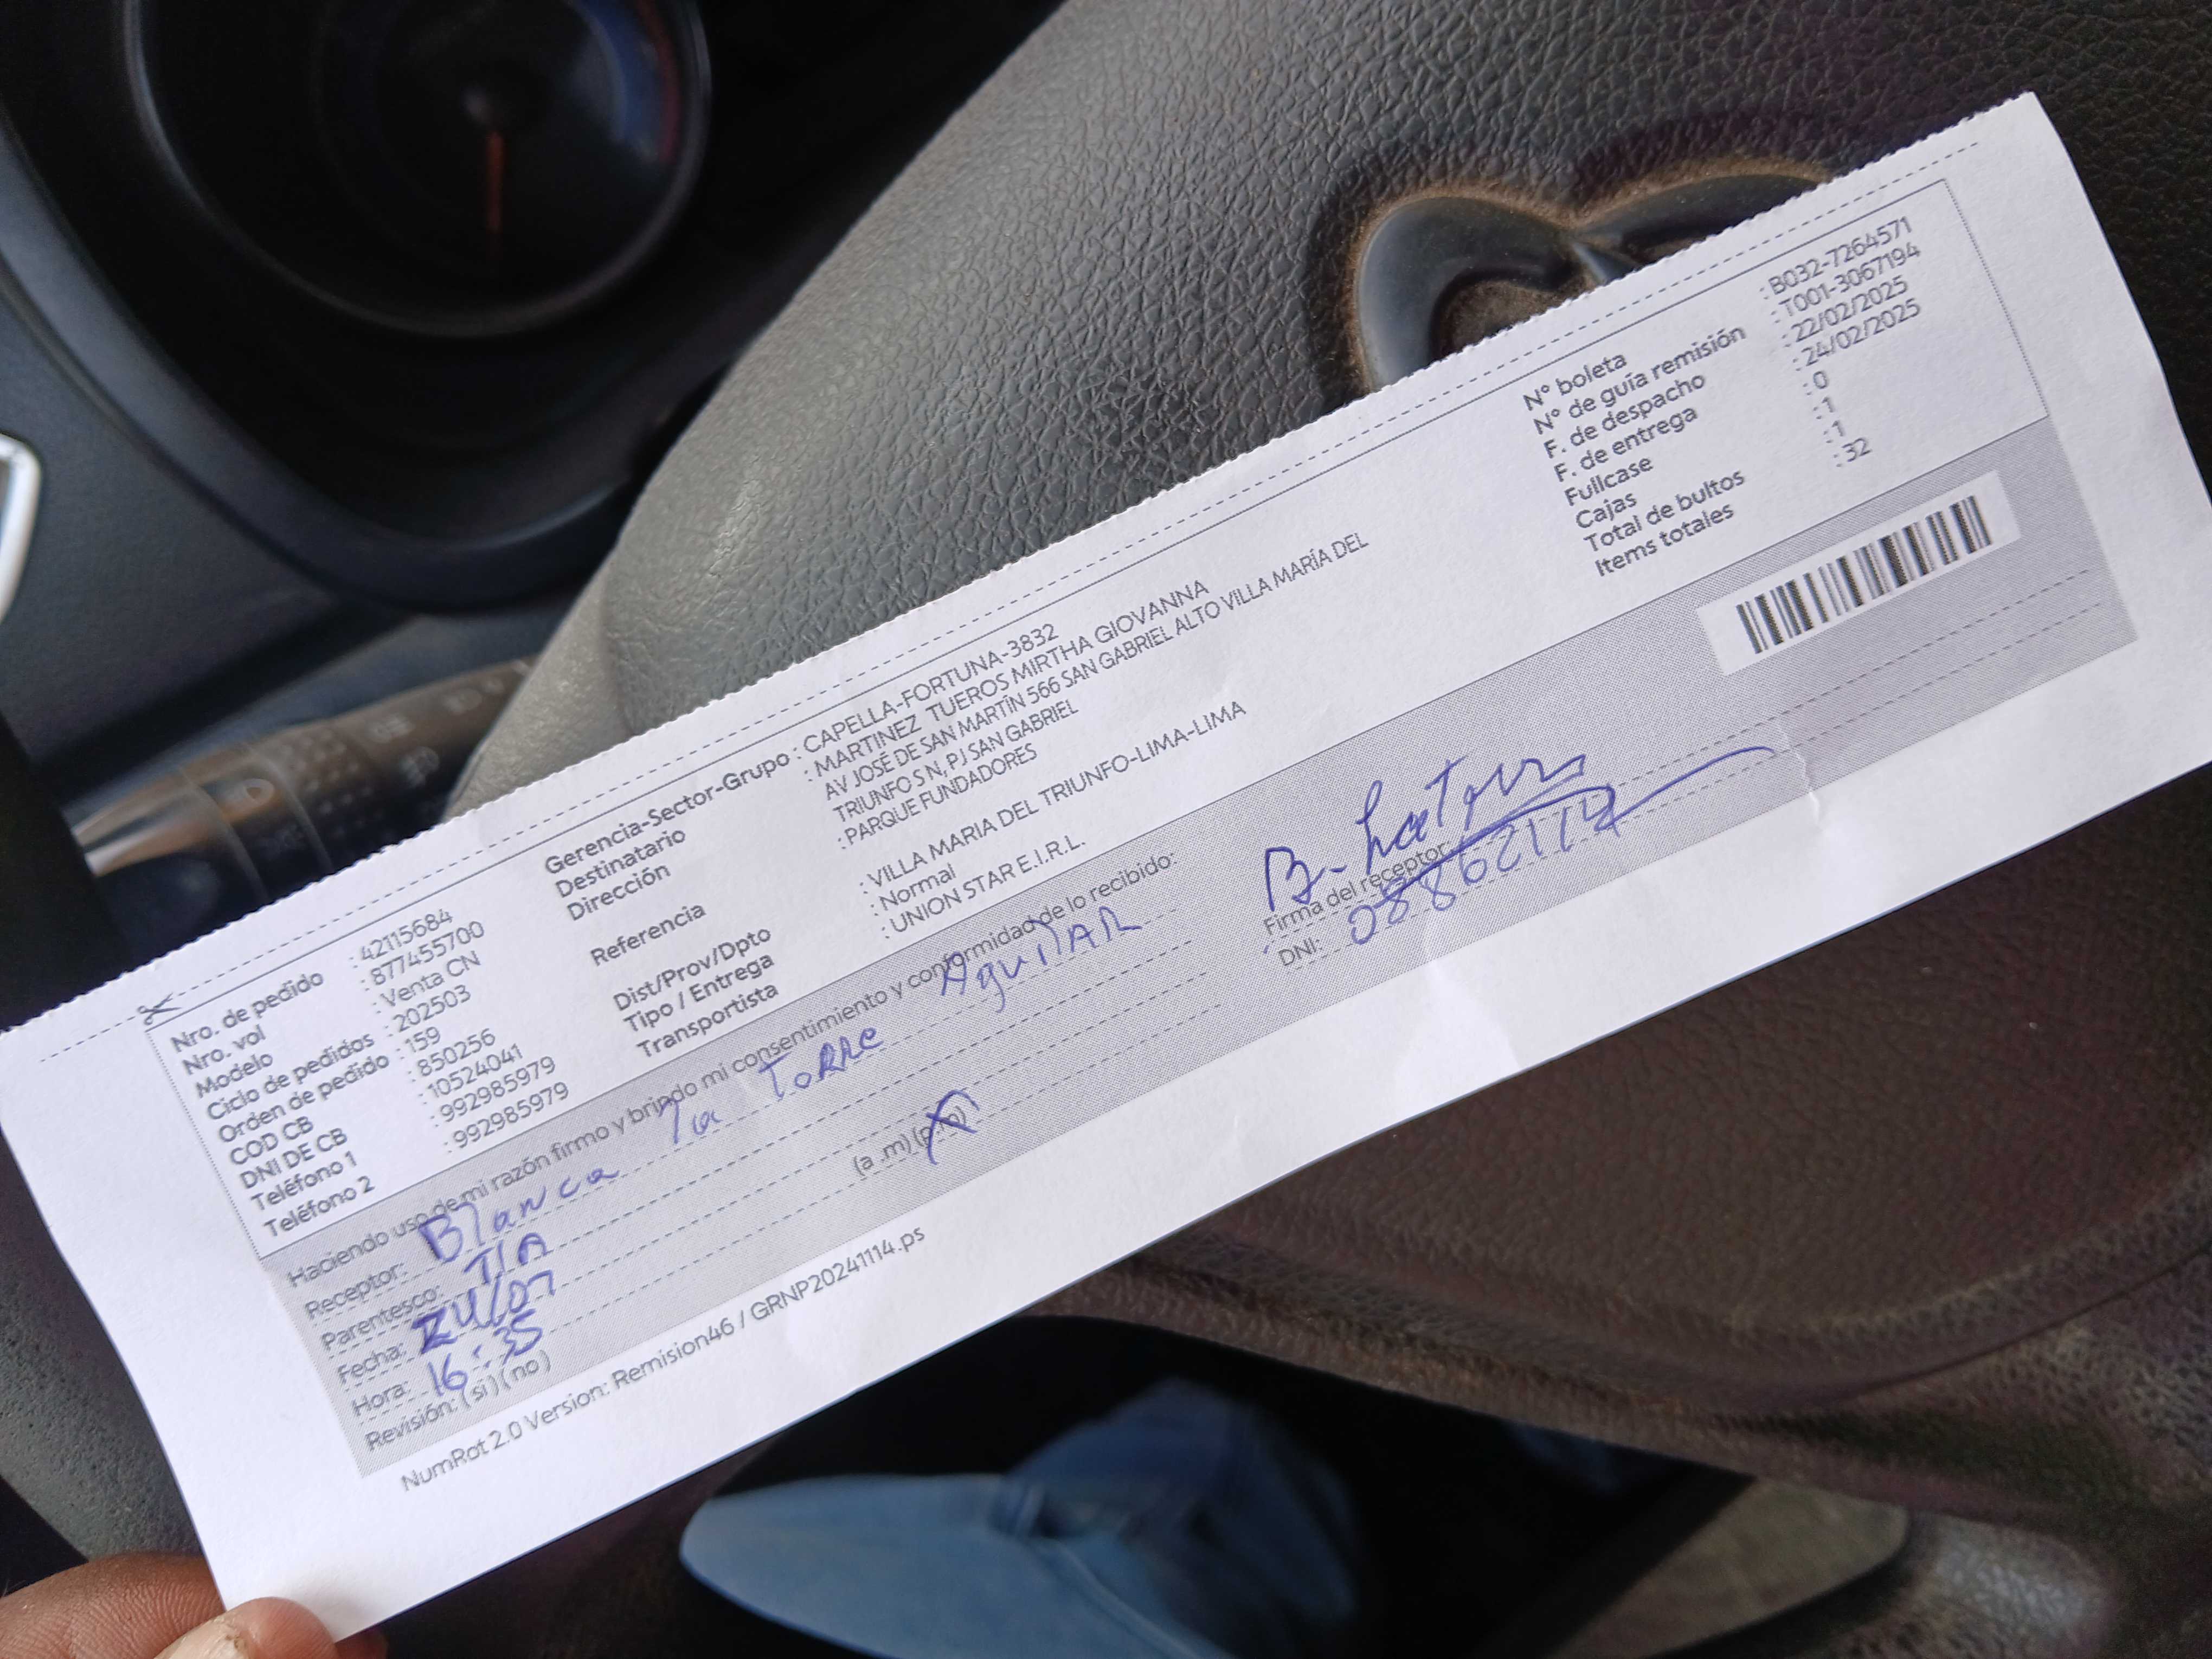 Nro. de pedido : 42115684
Nro. vol : 877455700
Modelo : Venta CN
Ciclo de pedidos : 202503
Orden de pedido : 159
COD CB : 850256
DNI DE CB : 10524041
Teléfono 1 : 992985979
Teléfono 2 : 992985979
Gerencia-Sector-Grupo : CAPELLA-FORTUNA-3832
Destinatario : MARTINEZ TUEROS MIRTHA GIOVANNA
Dirección AV JOSÉ DE SAN MARTÍN 566 SAN GABRIEL ALTO VILLA MARÍA DEL
TRIUNFO S N, PJ SAN GABRIEL
Referencia : PARQUE FUNDADORES
Dist/Prov/Dpto : VILLA MARIA DEL TRIUNFO-LIMA-LIMA
Tipo / Entrega : Normal
Transportista : UNION STAR E.I.R.L.
N° boleta : B032-7264571
N° de guía remisión : T001-3067194
F. de despacho : 22/02/2025
F. de entrega : 24/02/2025
Fullcase : 0
Cajas : 1
Total de bultos : 1
Items totales : 32
Haciendo uso de mi razón firmo y brindo mi consentimiento y conformidad de lo recibido:
Receptor: Blanca la Torre Aguilar
Parentesco: TIA
Fecha: 24/02
Hora: 16:35 (a .m) (p.m)
Revisión: ( si ) ( no )
Firma del receptor:
DNI:
NumRot 2.0 Version: Remision46 / GRNP20241114.ps